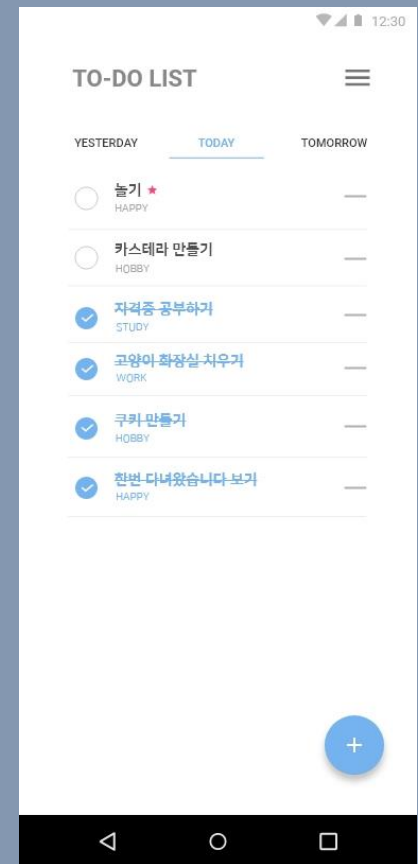 12:30
TO-DO LIST
YESTERDAY TODAY TOMORROW
놀기 ★
HAPPY
카스테라 만들기
HOBBY
자격증 공부하기
STUDY
고양이 화장실 치우기
WORK
쿠키 만들기
HOBBY
한번 다녀왔습니다 보기
HAPPY